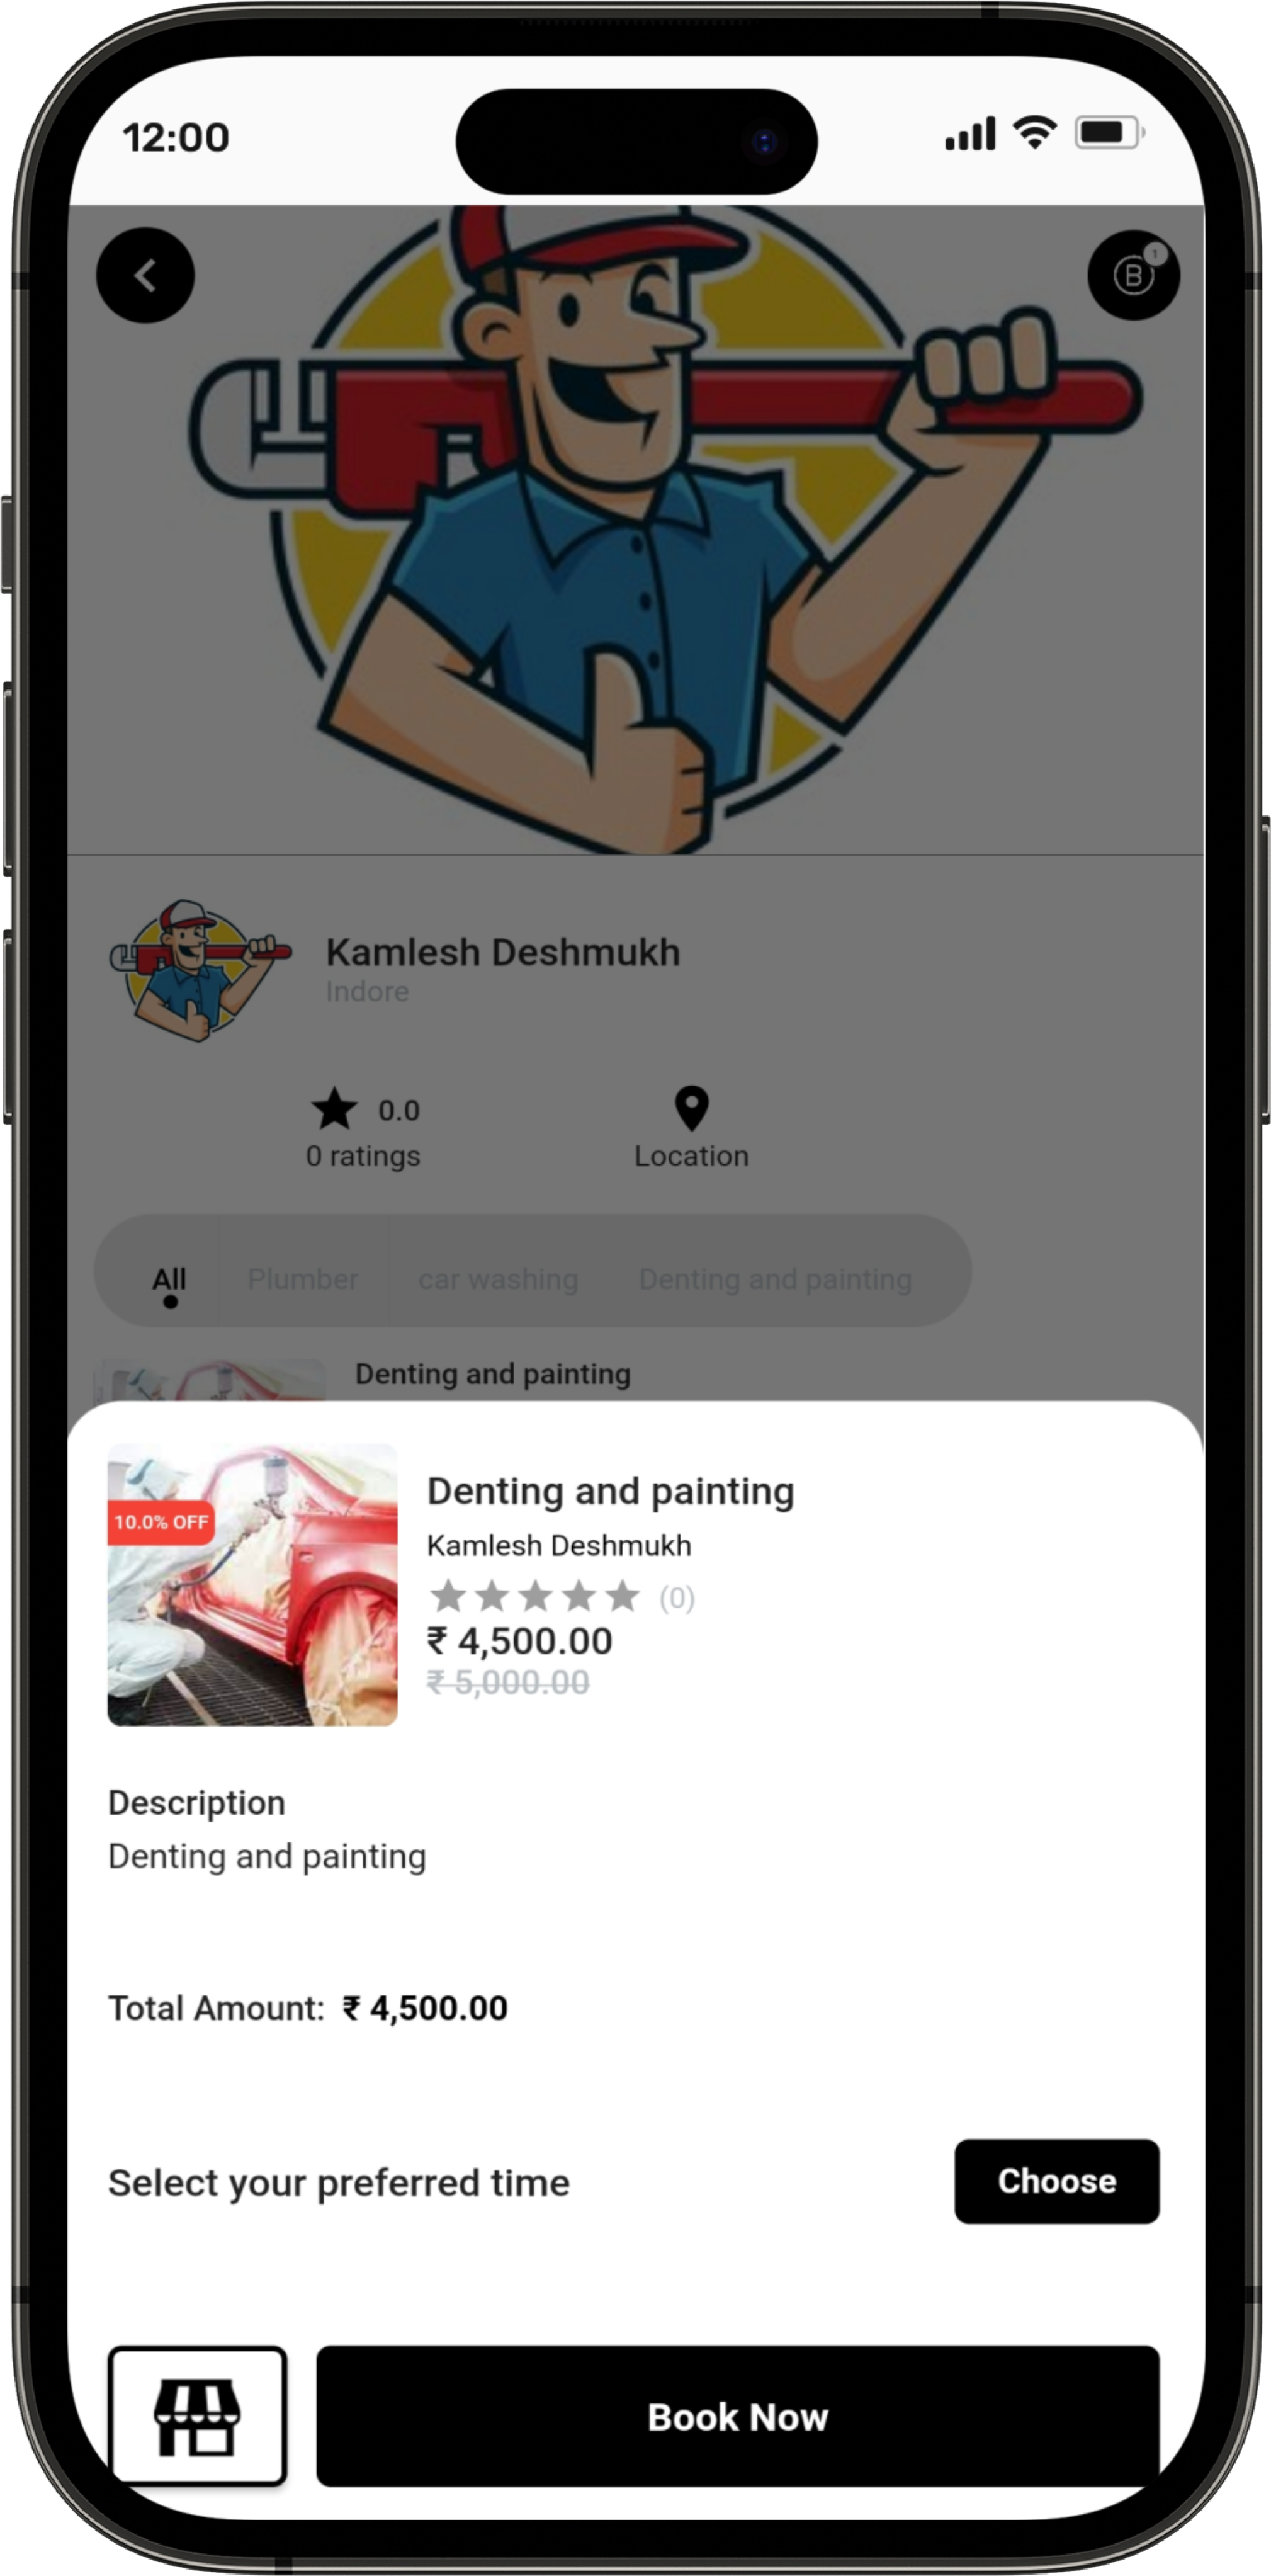 12:00
B
1
Kamlesh Deshmukh
Indore
0.0
0 ratings
Location
All
Plumber
car washing
Denting and painting
Denting and painting
10.0% OFF
Denting and painting
Kamlesh Deshmukh
(0)
₹ 4,500.00
₹ 5,000.00
Description
Denting and painting
Total Amount: ₹ 4,500.00
Select your preferred time
Choose
Book Now